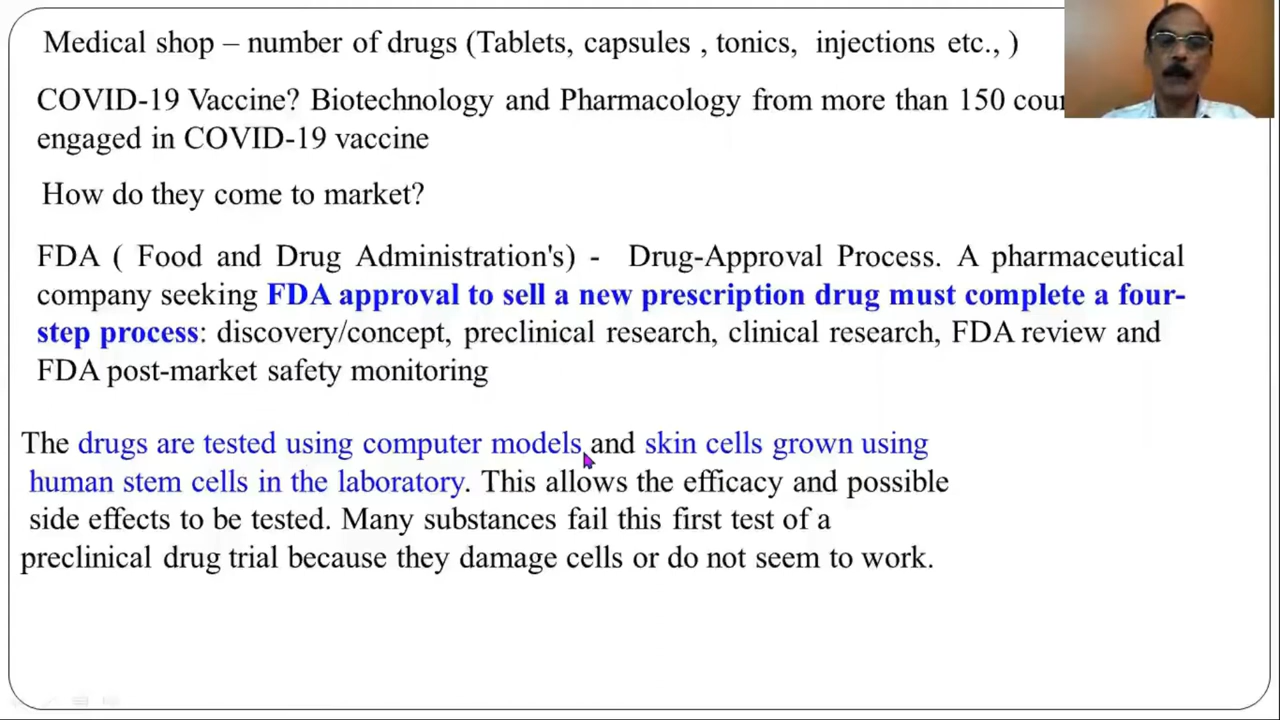 Medical shop – number of drugs (Tablets, capsules , tonics, injections etc., )
COVID-19 Vaccine? Biotechnology and Pharmacology from more than 150
engaged in COVID-19 vaccine
How do they come to market?
FDA ( Food and Drug Administration's) - Drug-Approval Process. A pharmaceutical
company seeking FDA approval to sell a new prescription drug must complete a four-
step process: discovery/concept, preclinical research, clinical research, FDA review and
FDA post-market safety monitoring
The drugs are tested using computer models and skin cells grown using
human stem cells in the laboratory. This allows the efficacy and possible
side effects to be tested. Many substances fail this first test of a
preclinical drug trial because they damage cells or do not seem to work.